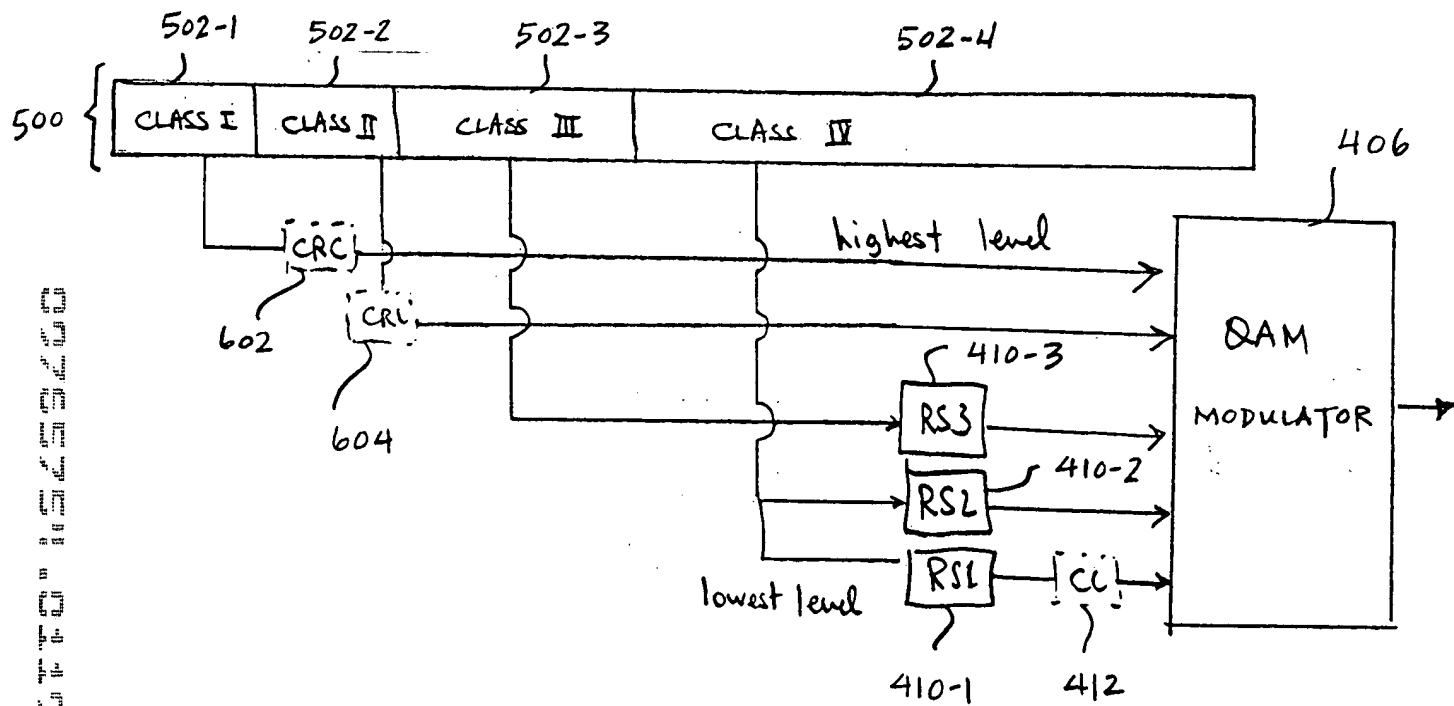 502-1 502-2 502-3 502-4
500 CLASS I CLASS II CLASS III CLASS IV
406
CRC highest level
602 CRC
604
QAM
MODULATOR
410-3
RS3
410-2
RS2
lowest level RS1 CC
410-1 412